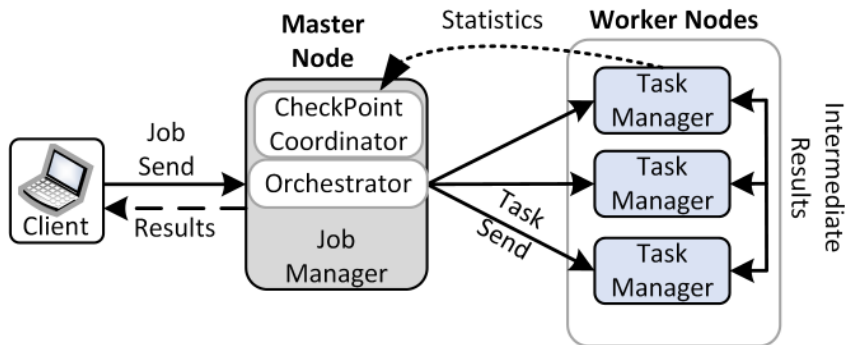 Statistics
Worker Nodes
Master
Node
CheckPoint
Coordinator
Orchestrator
Job
Manager
Job
Send
Client
Results
Task
Send
Task
Manager
Task
Manager
Task
Manager
Intermediate
Results